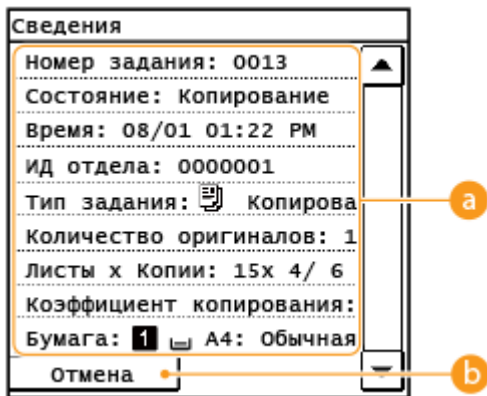 Сведения
Номер задания: 0013
Состояние: Копирование
Время: 08/01 01:22 PM
ИД отдела: 0000001
Тип задания: Копирова
a
Количество оригиналов: 1
Листы x Копии: 15x 4/ 6
Коэффициент копирования:
Бумага: 1 A4: Обычная
Отмена
b